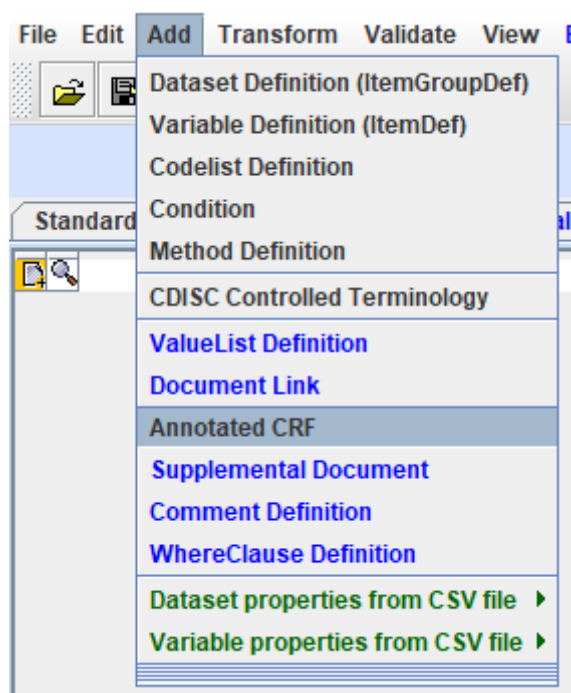 File Edit Add Transform Validate View
Dataset Definition (ItemGroupDef)
Variable Definition (ItemDef)
Codelist Definition
Standard
Condition
Method Definition
CDISC Controlled Terminology
ValueList Definition
Document Link
Annotated CRF
Supplemental Document
Comment Definition
WhereClause Definition
Dataset properties from CSV file
Variable properties from CSV file